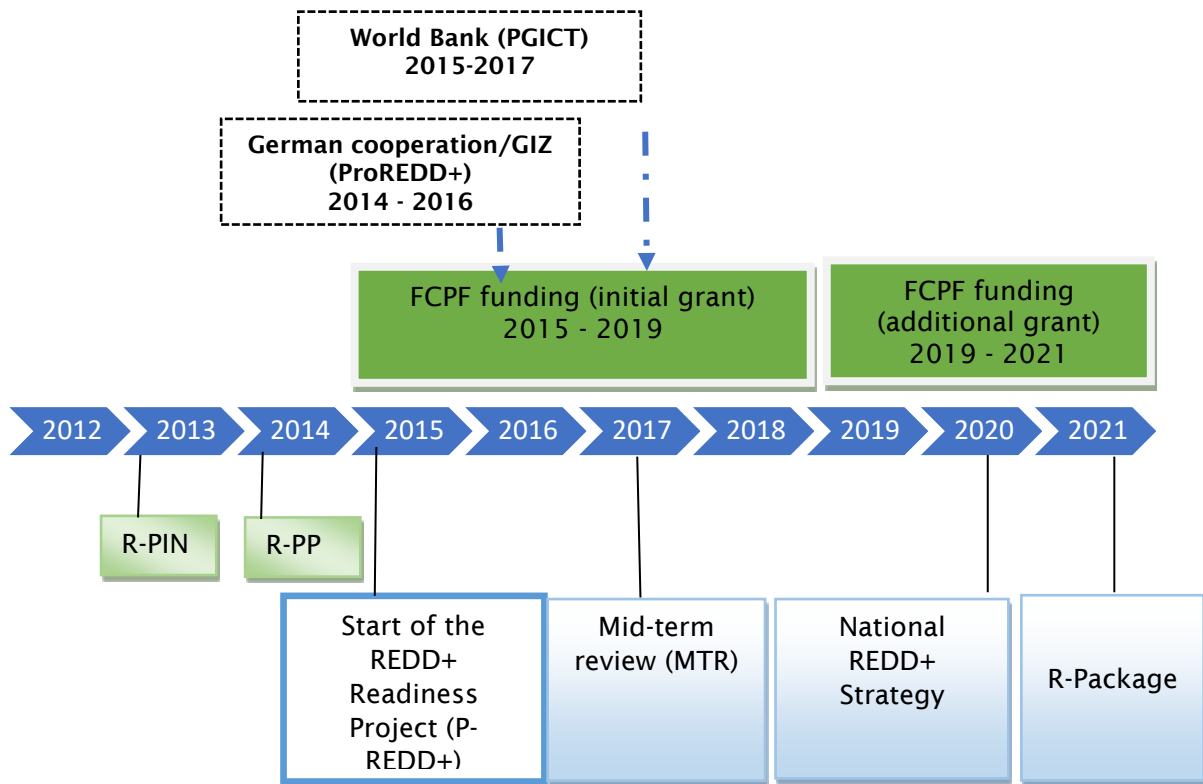 World Bank (PGICT)
2015-2017
German cooperation/GIZ
(ProREDD+)
2014 - 2016
FCPF funding (initial grant)
2015 - 2019
FCPF funding
(additional grant)
2019 - 2021
2012 2013 2014 2015 2016 2017 2018 2019 2020 2021
R-PIN
R-PP
Start of the
REDD+
Readiness
Project (P-
REDD+)
Mid-term
review (MTR)
National
REDD+
Strategy
R-Package